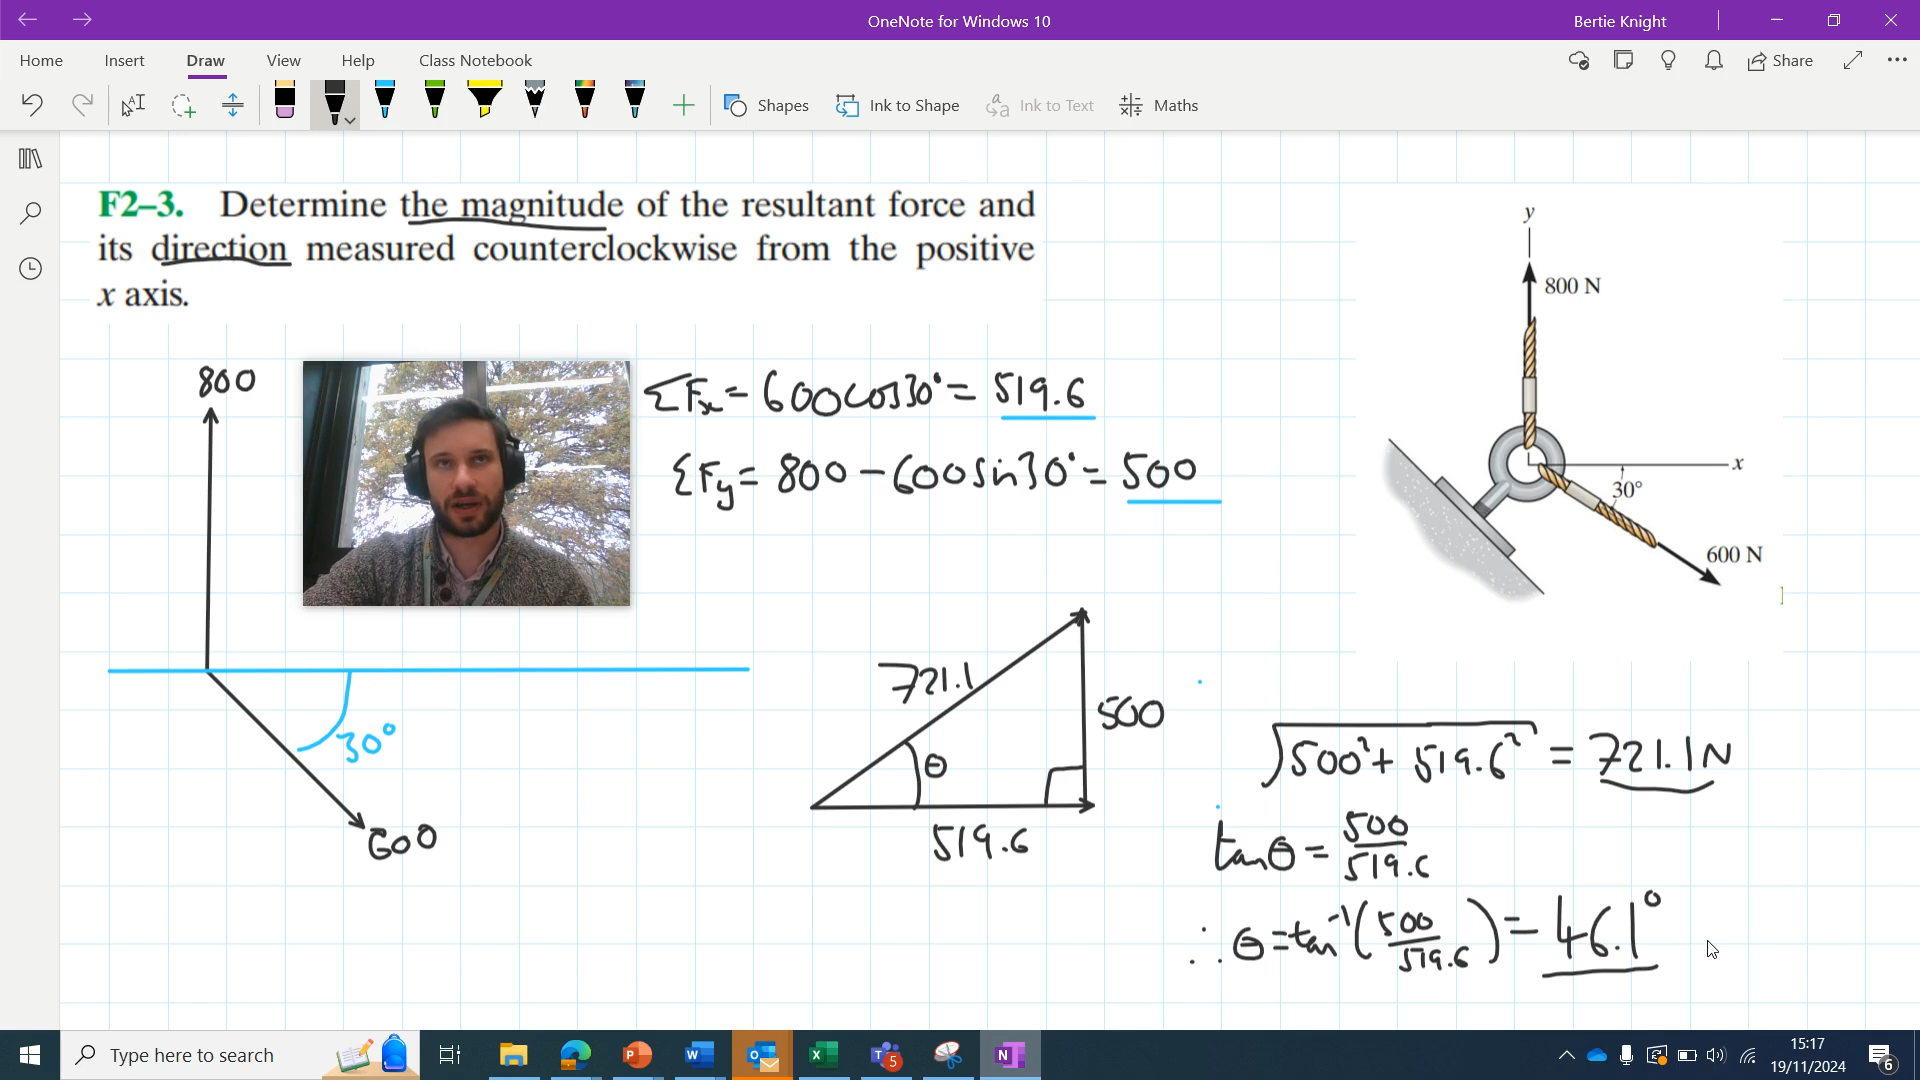 OneNote for Windows 10
Bertie Knight
Home Insert Draw View Help Class Notebook
Share
Shapes Ink to Shape Ink to Text Maths
F2–3. Determine the magnitude of the resultant force and
its direction measured counterclockwise from the positive
x axis.
y
800 N
x
30°
600 N
800
30°
600
ΣFx = 600cos30° = 519.6
ΣFy = 800 – 600sin30° = 500
721.1
500
θ
519.6
√500² + 519.6² = 721.1N
tanθ = 500/519.6
∴ θ = tan⁻¹(500/519.6) = 46.1°
Type here to search
5
15:17
19/11/2024
6